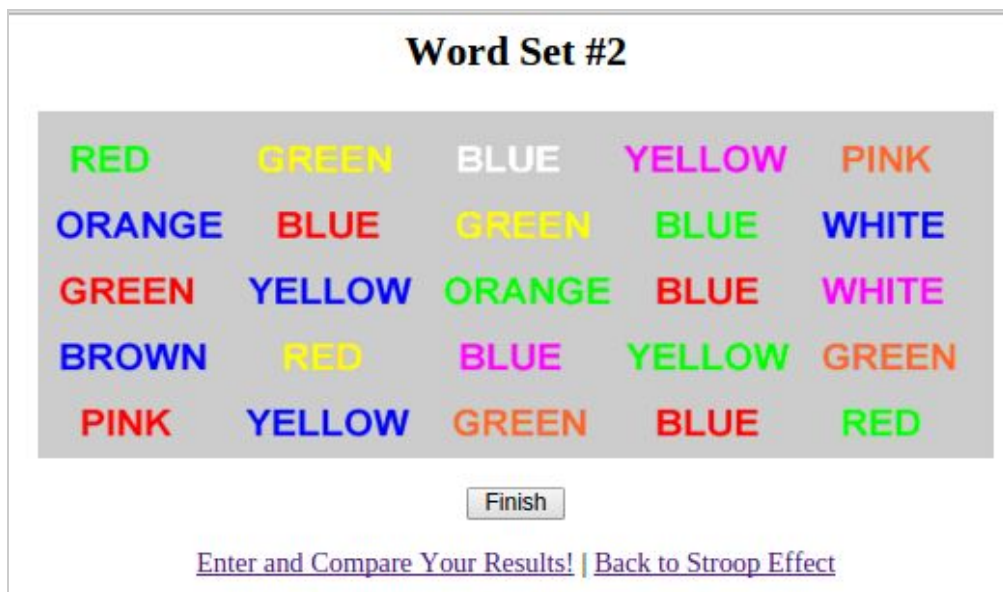 Word Set #2
RED GREEN BLUE YELLOW PINK
ORANGE BLUE GREEN BLUE WHITE
GREEN YELLOW ORANGE BLUE WHITE
BROWN RED BLUE YELLOW GREEN
PINK YELLOW GREEN BLUE RED
Finish
Enter and Compare Your Results! | Back to Stroop Effect